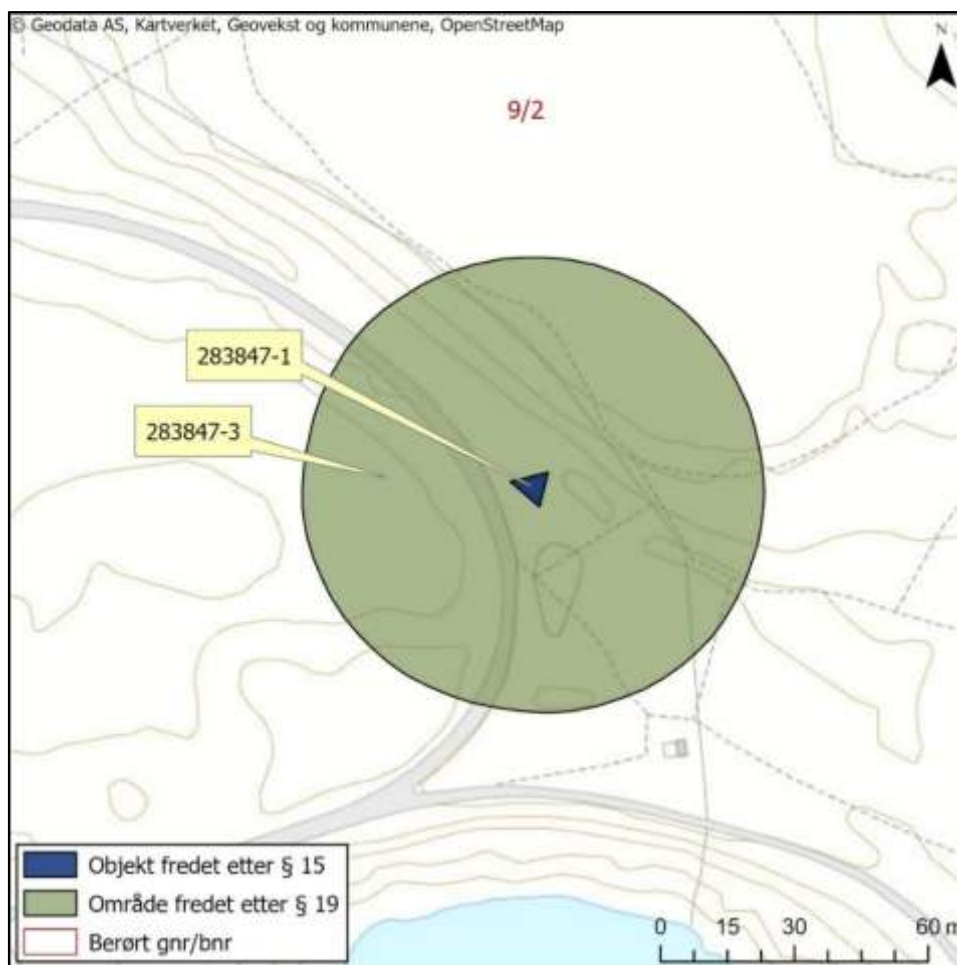 © Geodata AS, Kartverket, Geovekst og kommunene, OpenStreetMap
N
9/2
283847-1
283847-3
Objekt fredet etter § 15
Område fredet etter § 19
Berørt gnr/bnr
0 15 30 60 m